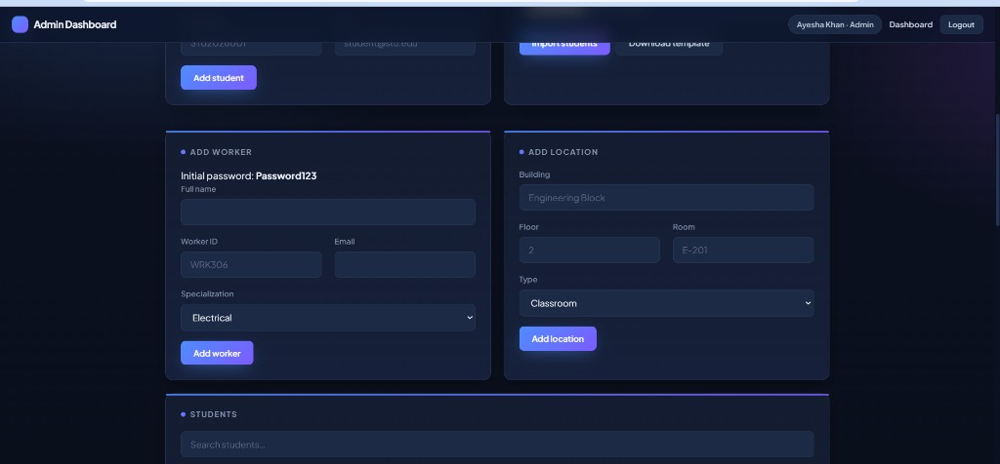 Admin Dashboard
Ayesha Khan · Admin
Dashboard
Logout
STU2026001
student@stu.edu
Import students
Download template
Add student
ADD WORKER
Initial password: Password123
Full name
Worker ID
Email
WRK306
Specialization
Electrical
Add worker
ADD LOCATION
Building
Engineering Block
Floor
Room
2
E-201
Type
Classroom
Add location
STUDENTS
Search students...